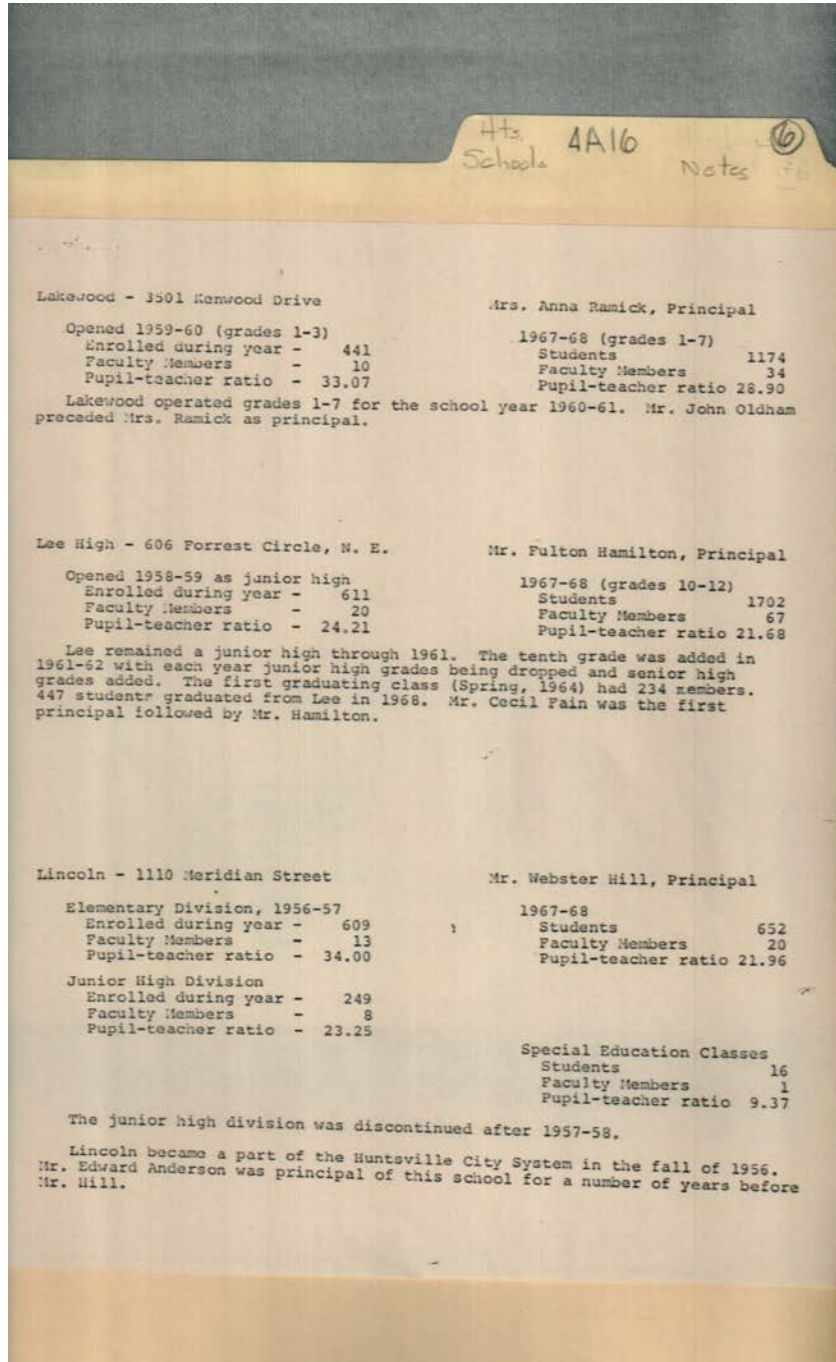 Hts. 4A16 6
Schools Notes
Lakewood - 3501 Kenwood Drive Mrs. Anna Ramick, Principal
Opened 1959-60 (grades 1-3) 1967-68 (grades 1-7)
Enrolled during year - 441 Students 1174
Faculty Members - 10 Faculty Members 34
Pupil-teacher ratio - 33.07 Pupil-teacher ratio 28.90
Lakewood operated grades 1-7 for the school year 1960-61. Mr. John Oldham
preceded Mrs. Ramick as principal.
Lee High - 606 Forrest Circle, N. E. Mr. Fulton Hamilton, Principal
Opened 1958-59 as junior high 1967-68 (grades 10-12)
Enrolled during year - 611 Students 1702
Faculty Members - 20 Faculty Members 67
Pupil-teacher ratio - 24.21 Pupil-teacher ratio 21.68
Lee remained a junior high through 1961. The tenth grade was added in
1961-62 with each year junior high grades being dropped and senior high
grades added. The first graduating class (Spring, 1964) had 234 members.
447 students graduated from Lee in 1968. Mr. Cecil Fain was the first
principal followed by Mr. Hamilton.
Lincoln - 1110 Meridian Street Mr. Webster Hill, Principal
Elementary Division, 1956-57 1967-68
Enrolled during year - 609 Students 652
Faculty Members - 13 Faculty Members 20
Pupil-teacher ratio - 34.00 Pupil-teacher ratio 21.96
Junior High Division
Enrolled during year - 249
Faculty Members - 8
Pupil-teacher ratio - 23.25
Special Education Classes
Students 16
Faculty Members 1
Pupil-teacher ratio 9.37
The junior high division was discontinued after 1957-58.
Lincoln became a part of the Huntsville City System in the fall of 1956.
Mr. Edward Anderson was principal of this school for a number of years before
Mr. Hill.